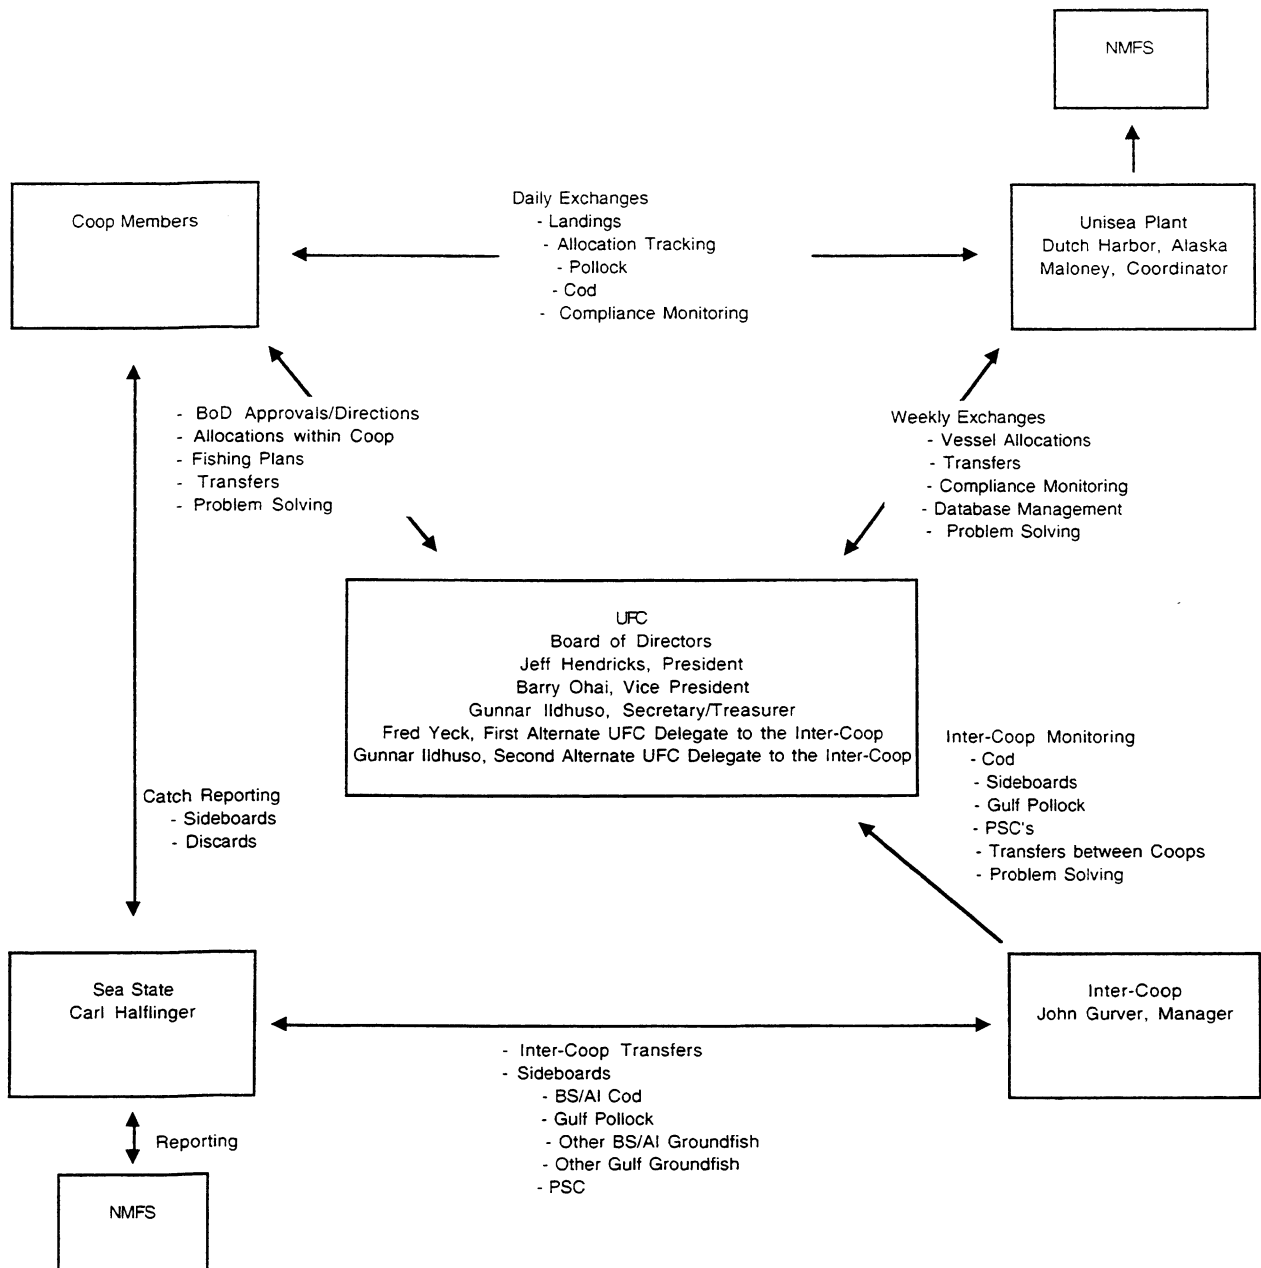 NMFS
Coop Members
Daily Exchanges
- Landings
- Allocation Tracking
- Pollock
- Cod
- Compliance Monitoring
Unisea Plant
Dutch Harbor, Alaska
Maloney, Coordinator
- BoD Approvals/Directions
- Allocations within Coop
- Fishing Plans
- Transfers
- Problem Solving
Weekly Exchanges
- Vessel Allocations
- Transfers
- Compliance Monitoring
- Database Management
- Problem Solving
UFC
Board of Directors
Jeff Hendricks, President
Barry Ohai, Vice President
Gunnar Ildhuso, Secretary/Treasurer
Fred Yeck, First Alternate UFC Delegate to the Inter-Coop
Gunnar Ildhuso, Second Alternate UFC Delegate to the Inter-Coop
Inter-Coop Monitoring
- Cod
- Sideboards
- Gulf Pollock
- PSC's
- Transfers between Coops
- Problem Solving
Catch Reporting
- Sideboards
- Discards
Sea State
Carl Halflinger
Inter-Coop
John Gurver, Manager
- Inter-Coop Transfers
- Sideboards
- BS/AI Cod
- Gulf Pollock
- Other BS/AI Groundfish
- Other Gulf Groundfish
- PSC
Reporting
NMFS